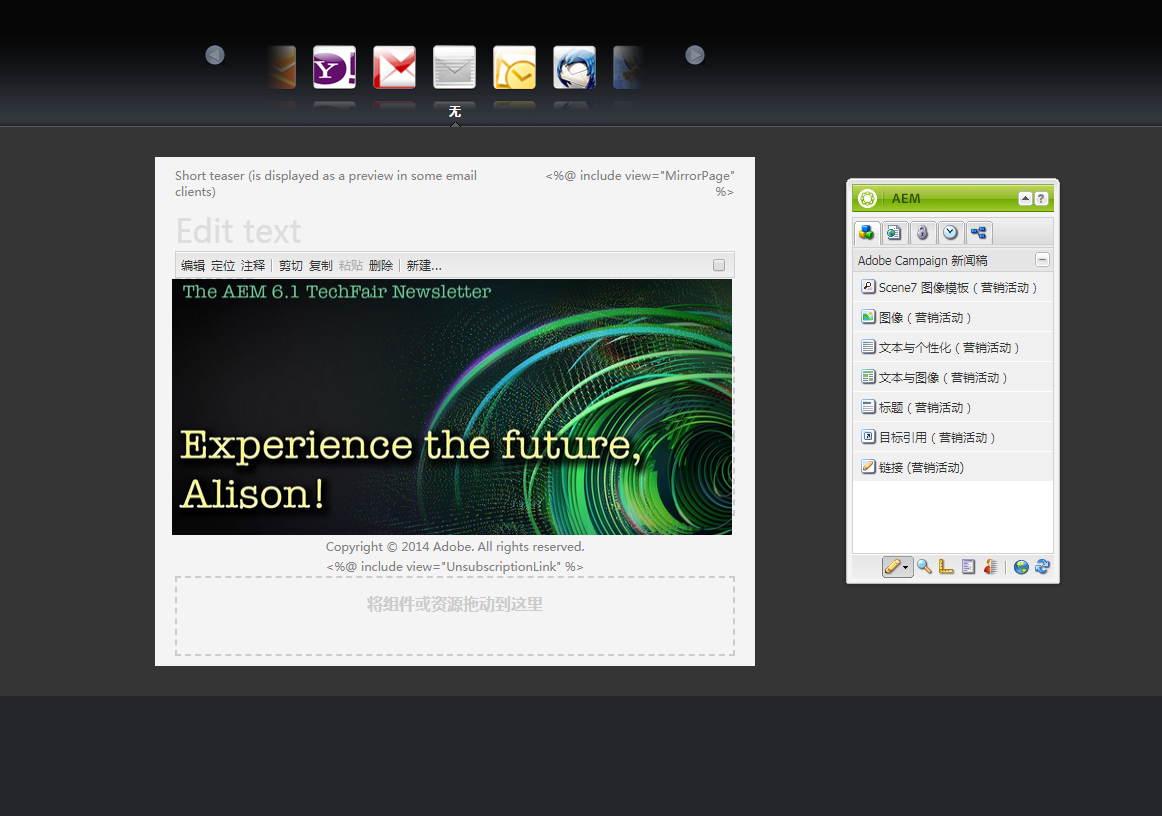 无
Short teaser (is displayed as a preview in some email
clients)
<%@ include view="MirrorPage"
%>
Edit text
编辑 定位 注释 剪切 复制 粘贴 删除 新建...
The AEM 6.1 TechFair Newsletter
Experience the future,
Alison!
Copyright © 2014 Adobe. All rights reserved.
<%@ include view="UnsubscriptionLink" %>
将组件或资源拖动到这里
AEM
Adobe Campaign 新闻稿
Scene7 图像模板（营销活动）
图像（营销活动）
文本与个性化（营销活动）
文本与图像（营销活动）
标题（营销活动）
目标引用（营销活动）
链接 (营销活动)